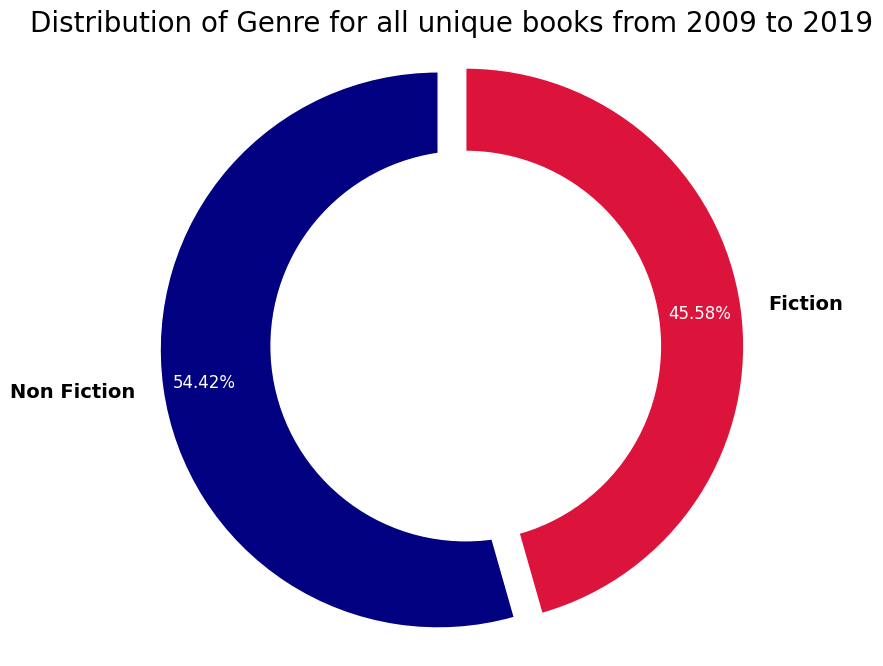 Distribution of Genre for all unique books from 2009 to 2019
45.58%
Fiction
54.42%
Non Fiction